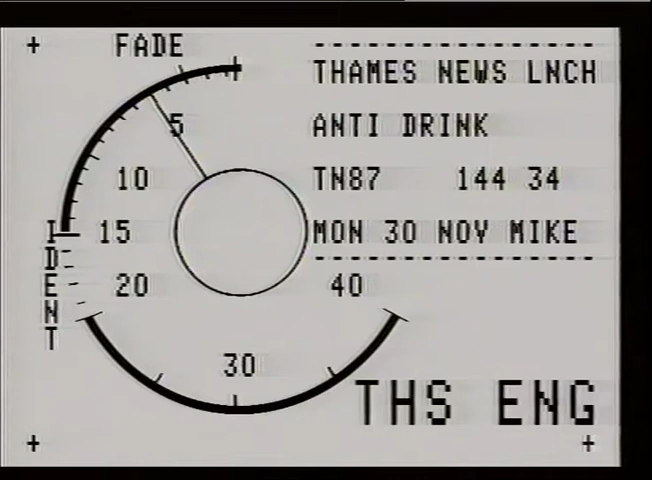 FADE
THAMES NEWS LNCH
ANTI DRINK
TN87 144 34
MON 30 NOV MIKE
5
10
15
20
30
40
IDENT
THS ENG